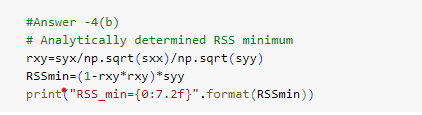 #Answer -4(b)
# Analytically determined RSS minimum
rxy=syx/np.sqrt(sxx)/np.sqrt(syy)
RSSmin=(1-rxy*rxy)*syy
print("RSS_min={0:7.2f}".format(RSSmin))